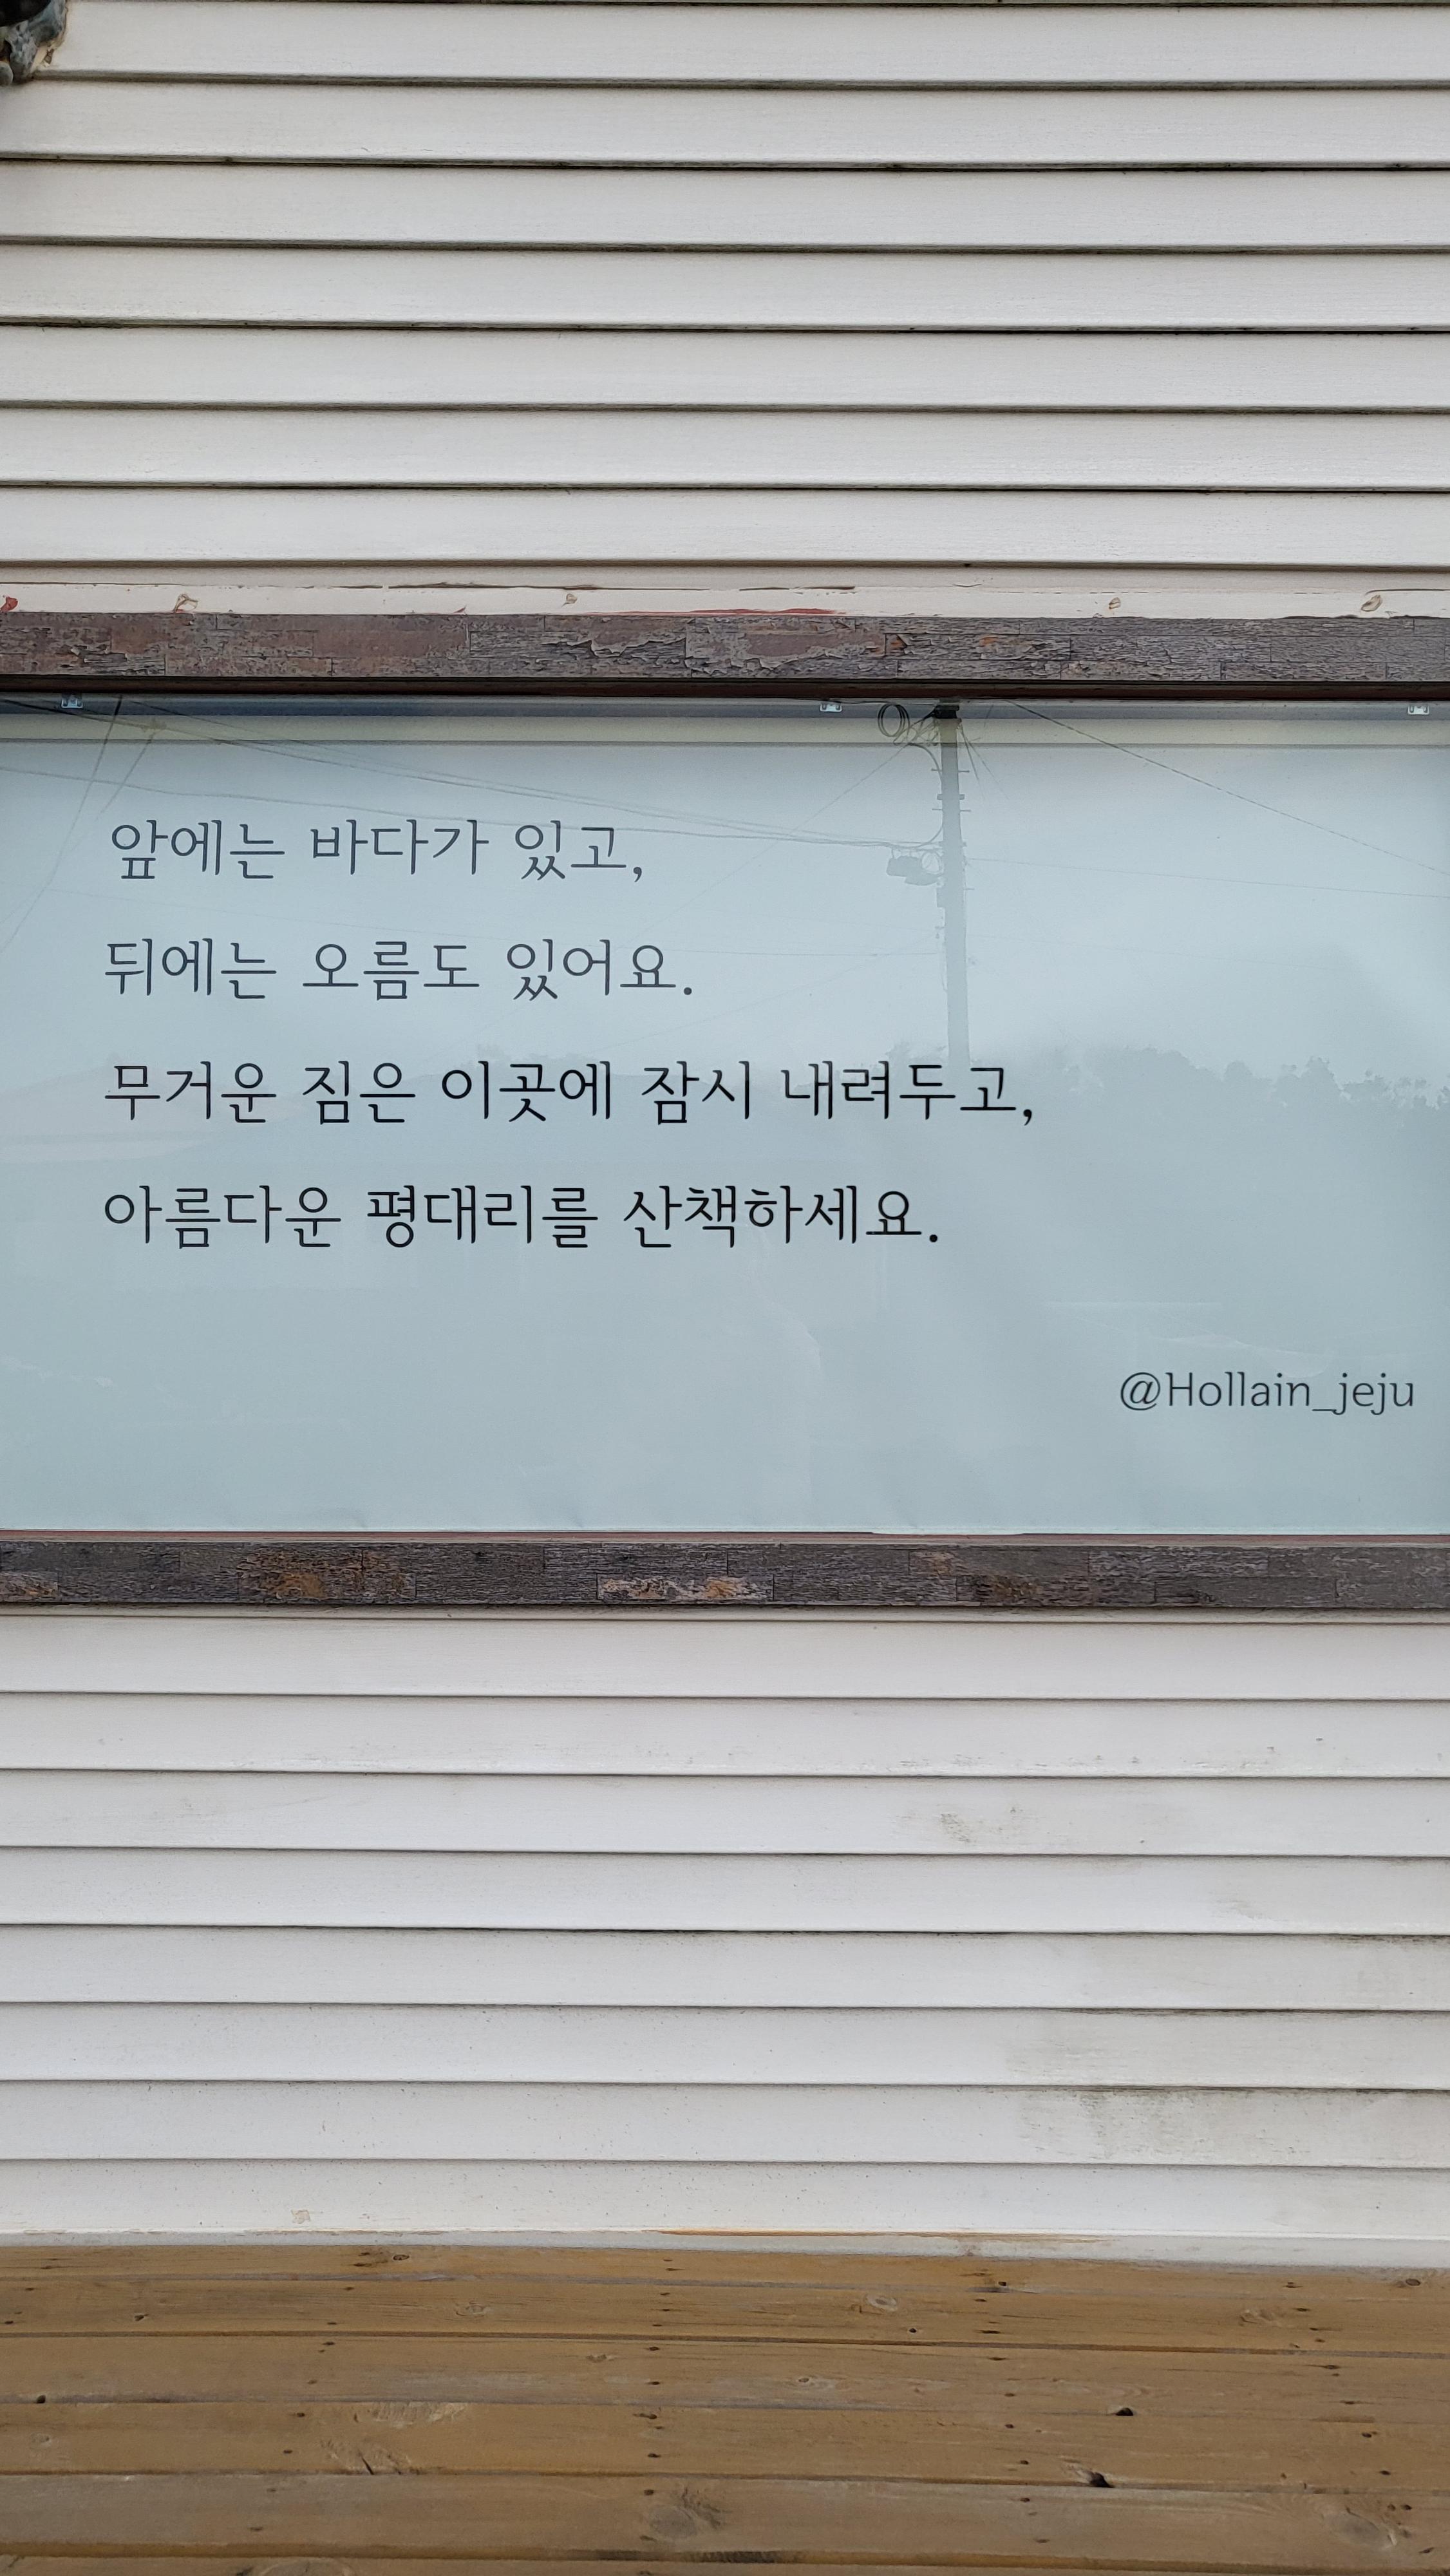 앞에는 바다가 있고,
뒤에는 오름도 있어요.
무거운 짐은 이곳에 잠시 내려두고,
아름다운 평대리를 산책하세요.
@Hollain_jeju